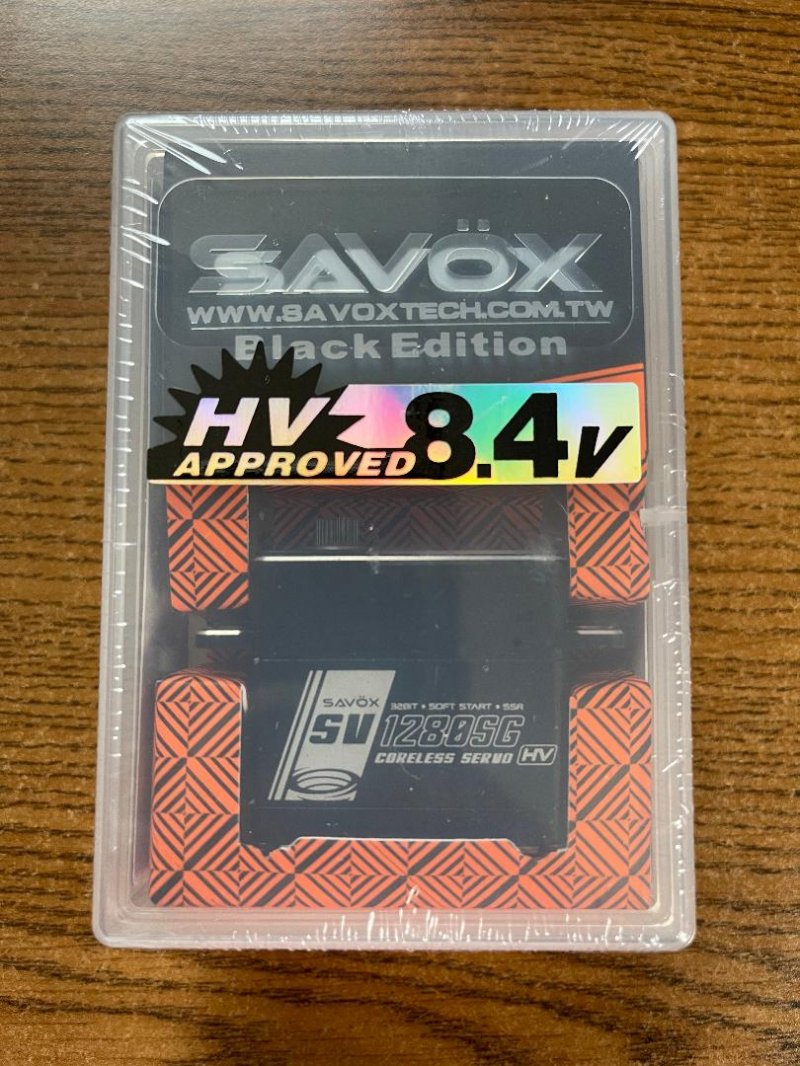 SAVÖX
WWW.SAVOXTECH.COM.TW
Black Edition
HV
APPROVED 8.4V
SAVÖX 32BIT • SOFT START • SSR
SV 1280SG
CORELESS SERVO HV